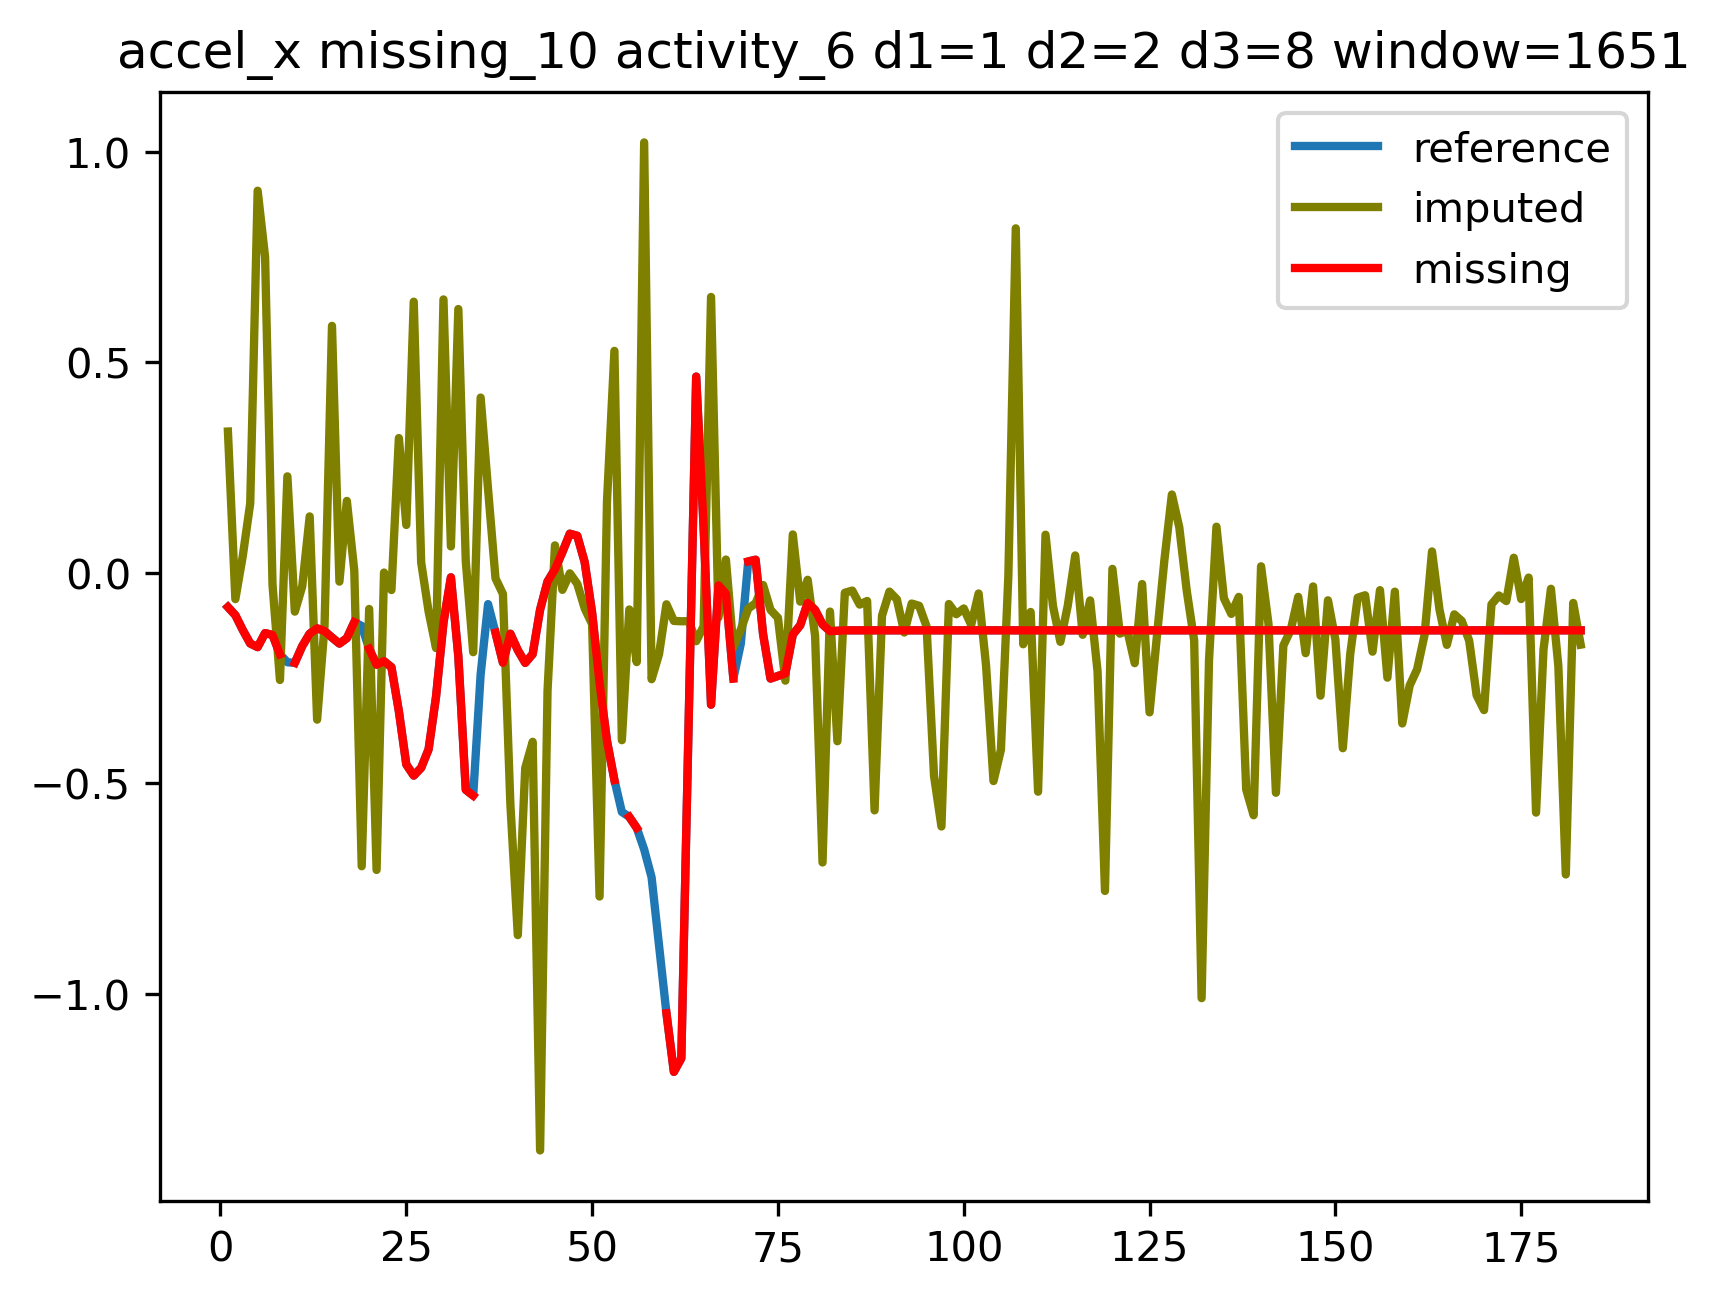 accel_x missing_10 activity_6 d1=1 d2=2 d3=8 window=1651
reference
imputed
missing
1.0
0.5
0.0
−0.5
−1.0
0 25 50 75 100 125 150 175